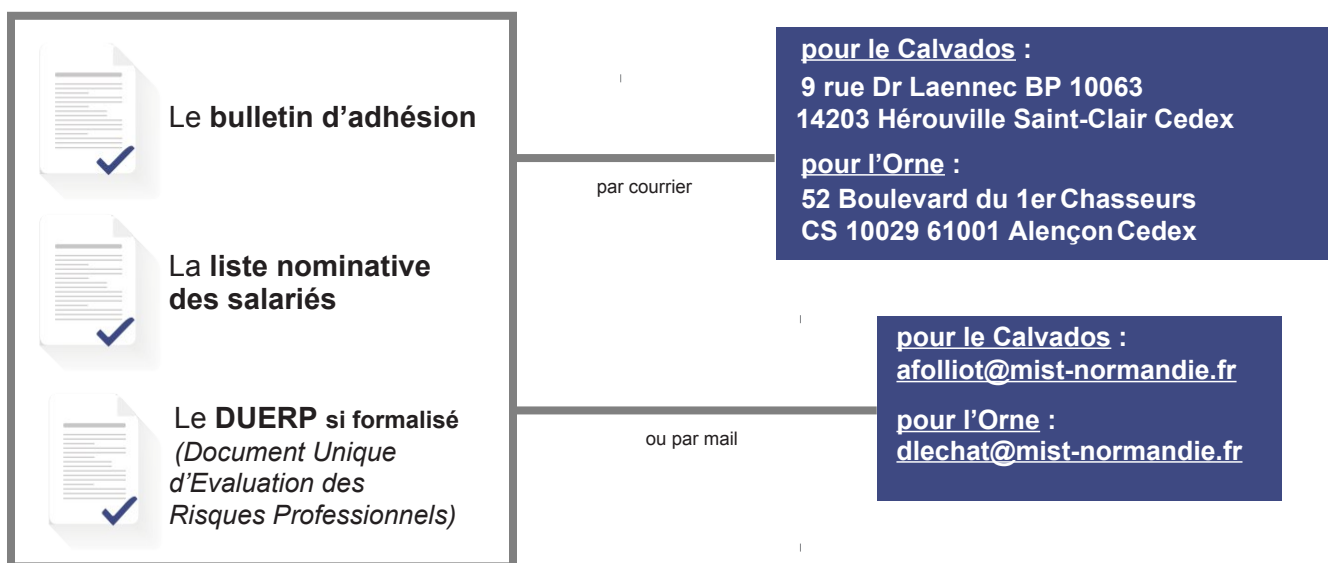 Le bulletin d'adhésion
La liste nominative
des salariés
Le DUERP si formalisé
(Document Unique
d'Evaluation des
Risques Professionnels)
par courrier
pour le Calvados :
9 rue Dr Laennec BP 10063
14203 Hérouville Saint-Clair Cedex
pour l'Orne :
52 Boulevard du 1er Chasseurs
CS 10029 61001 Alençon Cedex
ou par mail
pour le Calvados :
afolliot@mist-normandie.fr
pour l'Orne :
dlechat@mist-normandie.fr